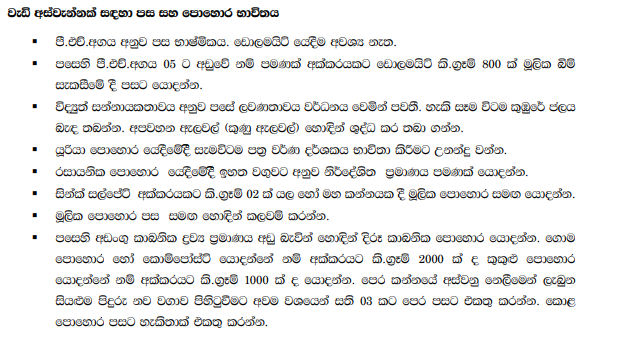 වැඩි අස්වැන්නක් සඳහා පස සහ පොහොර භාවිතය
▪ පී.එච්.අගය අනුව පස භාෂ්මිකය. ඩොලමයිට් යෙදීම අවශ්‍ය නැත.
▪ පසෙහි පී.එච්.අගය 05 ට අඩුවේ නම් පමණක් අක්කරයකට ඩොලමයිට් කි.ග්‍රෑම් 800 ක් මූලික බිම්
සැකසීමේ දී පසට යොදන්න.
▪ විද්‍යුත් සන්නායකතාවය අනුව පසේ ලවණතාවය වර්ධනය වෙමින් පවතී. හැකි සෑම විටම කුඹුරේ ජලය
බැඳ තබන්න. අපවහන ඇලවල් (කුණු ඇලවල්) හොඳින් ශුද්ධ කර තබා ගන්න.
▪ යූරියා පොහොර යෙදීමේදී සැමවිටම පත්‍ර වර්ණ දර්ශකය භාවිතා කිරීමට උනන්දු වන්න.
▪ රසායනික පොහොර යෙදීමේදී ඉහත වගුවට අනුව නිර්දේශිත ප්‍රමාණය පමණක් යොදන්න.
▪ සින්ක් සල්පේට් අක්කරයකට කි.ග්‍රෑම් 02 ක් යල හෝ මහ කන්නයක දී මූලික පොහොර සමඟ යොදන්න.
▪ මූලික පොහොර පස සමඟ හොඳින් කලවම් කරන්න.
▪ පසෙහි අඩංගු කාබනික ද්‍රව්‍ය ප්‍රමාණය අඩු බැවින් හොඳින් දිරූ කාබනික පොහොර යොදන්න. ගොම
පොහොර හෝ කොම්පෝස්ට් යොදන්නේ නම් අක්කරයකට කි.ග්‍රෑම් 2000 ක් ද කුකුළු පොහොර
යොදන්නේ නම් අක්කරයකට කි.ග්‍රෑම් 1000 ක් ද යොදන්න. පෙර කන්නයේ අස්වනු නෙලීමෙන් ලැබුන
සියළුම පිදුරු නව වගාව පිහිටුවීමට අවම වශයෙන් සති 03 කට පෙර පසට එකතු කරන්න. කොළ
පොහොර පසට හැකිතාක් එකතු කරන්න.